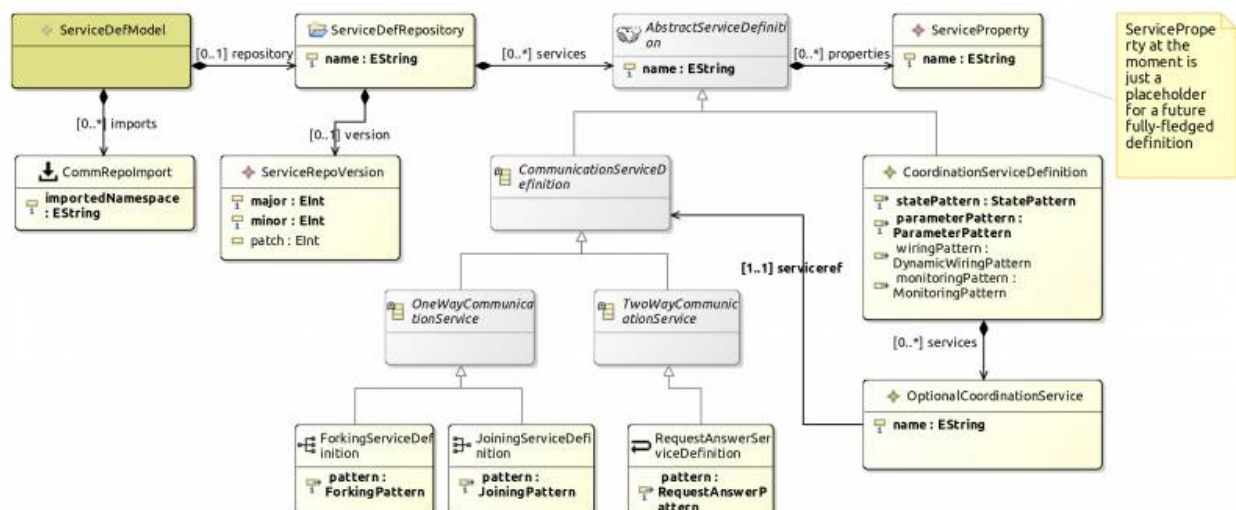 ServiceDefModel
[0..1] repository
ServiceDefRepository
name : EString
[0..*] services
AbstractServiceDefiniti
on
name : EString
[0..*] properties
ServiceProperty
name : EString
ServicePrope
rty at the
moment is
just a
placeholder
for a future
fully-fledged
definition
[0..*] imports
[0..1] version
CommRepoImport
importedNamespace
: EString
ServiceRepoVersion
major : EInt
minor : EInt
patch : EInt
CommunicationServiceD
efinition
CoordinationServiceDefinition
statePattern : StatePattern
parameterPattern :
ParameterPattern
wiringPattern :
DynamicWiringPattern
monitoringPattern :
MonitoringPattern
[1..1] serviceref
OneWayCommunica
tionService
TwoWayCommunic
ationService
[0..*] services
OptionalCoordinationService
name : EString
ForkingServiceDef
inition
pattern :
ForkingPattern
JoiningServiceDefi
nition
pattern :
JoiningPattern
RequestAnswerSer
viceDefinition
pattern :
RequestAnswerP
attern